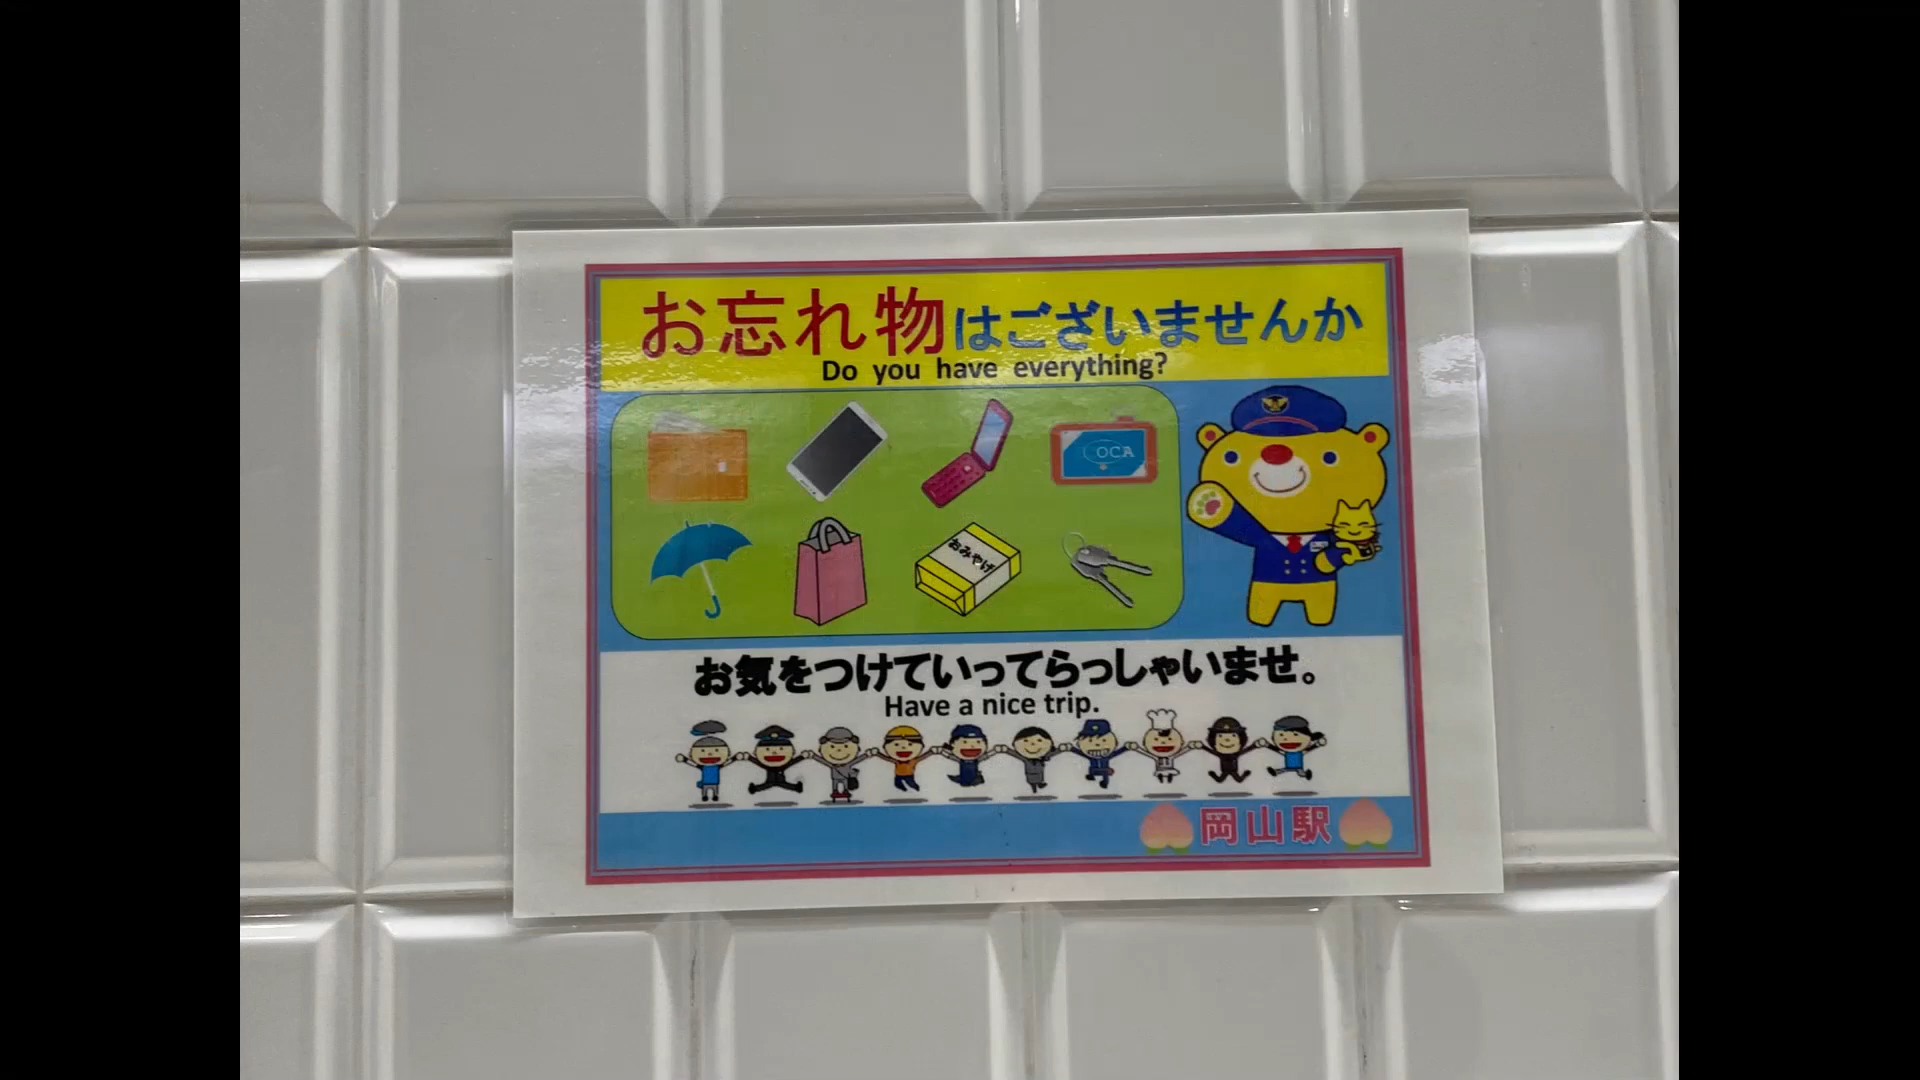 お忘れ物はございませんか
Do you have everything?
OCA
おみやげ
お気をつけていってらっしゃいませ。
Have a nice trip.
岡山駅